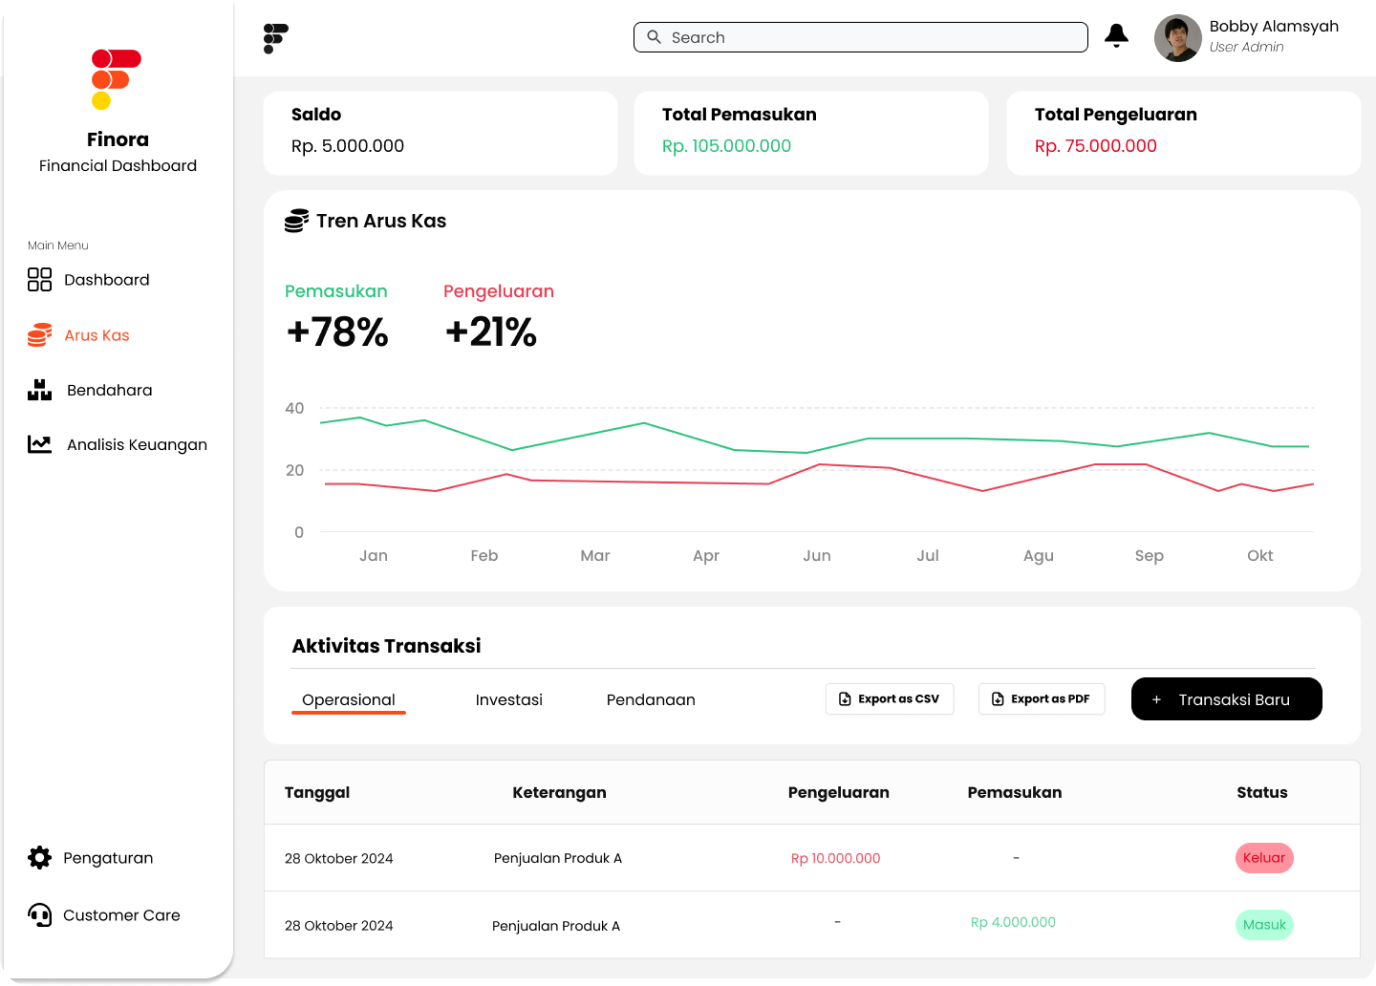 Finora
Financial Dashboard
Main Menu
Dashboard
Arus Kas
Bendahara
Analisis Keuangan
Pengaturan
Customer Care
Search
Bobby Alamsyah
User Admin
Saldo
Rp. 5.000.000
Total Pemasukan
Rp. 105.000.000
Total Pengeluaran
Rp. 75.000.000
Tren Arus Kas
Pemasukan Pengeluaran
+78% +21%
40
20
0
Jan Feb Mar Apr Jun Jul Agu Sep Okt
Aktivitas Transaksi
Operasional Investasi Pendanaan Export as CSV Export as PDF + Transaksi Baru
Tanggal Keterangan Pengeluaran Pemasukan Status
28 Oktober 2024 Penjualan Produk A Rp 10.000.000 - Keluar
28 Oktober 2024 Penjualan Produk A - Rp 4.000.000 Masuk